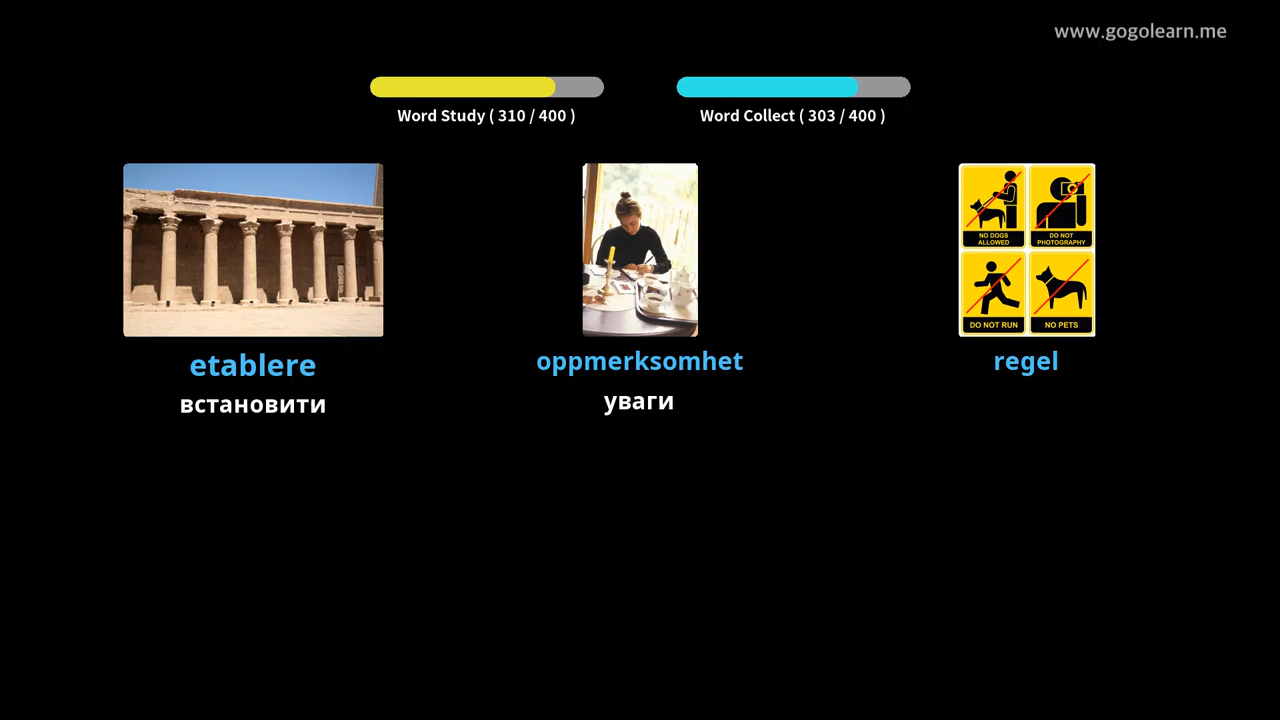 www.gogolearn.me
Word Study ( 310 / 400 )
Word Collect ( 303 / 400 )
NO DOGS
ALLOWED
DO NOT
PHOTOGRAPHY
DO NOT RUN
NO PETS
etablere
встановити
oppmerksomhet
уваги
regel